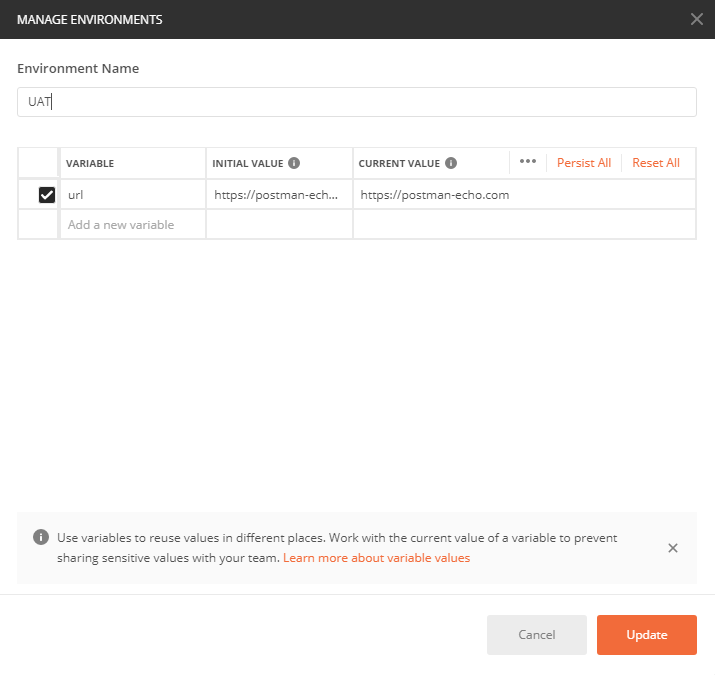 MANAGE ENVIRONMENTS
Environment Name
UAT
VARIABLE INITIAL VALUE CURRENT VALUE ••• Persist All Reset All
url https://postman-ech... https://postman-echo.com
Add a new variable
Use variables to reuse values in different places. Work with the current value of a variable to prevent
sharing sensitive values with your team. Learn more about variable values
Cancel Update